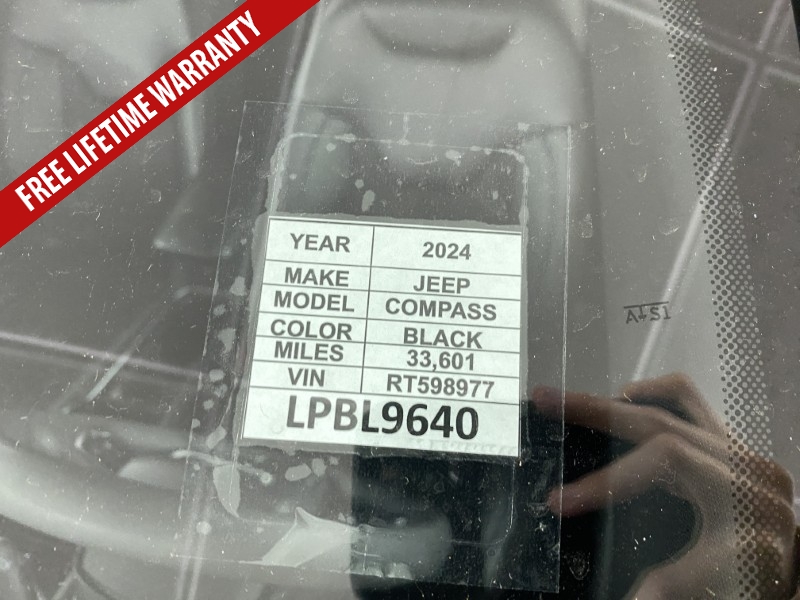 FREE LIFETIME WARRANTY
YEAR 2024
MAKE JEEP
MODEL COMPASS
COLOR BLACK
MILES 33,601
VIN RT598977
LPBL9640